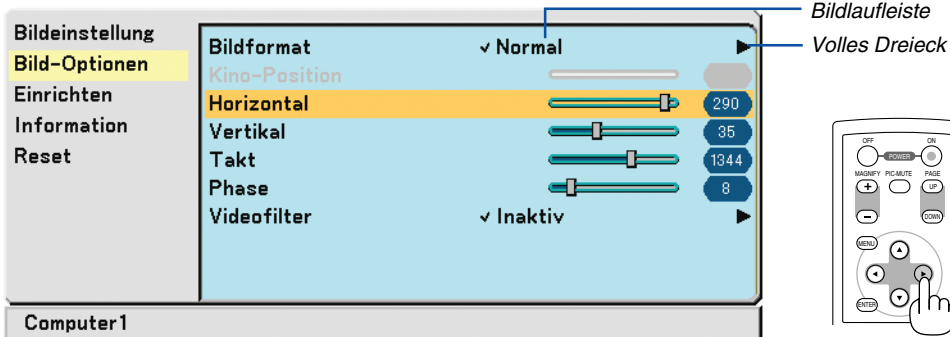 Bildeinstellung
Bild-Optionen
Einrichten
Information
Reset
Bildformat ✓ Normal ▶
Kino-Position
Horizontal 290
Vertikal 35
Takt 1344
Phase 8
Videofilter ✓ Inaktiv ▶
Computer1
Bildlaufleiste
Volles Dreieck
OFF POWER ON
MAGNIFY PIC-MUTE PAGE
+ UP
− DOWN
MENU
ENTER